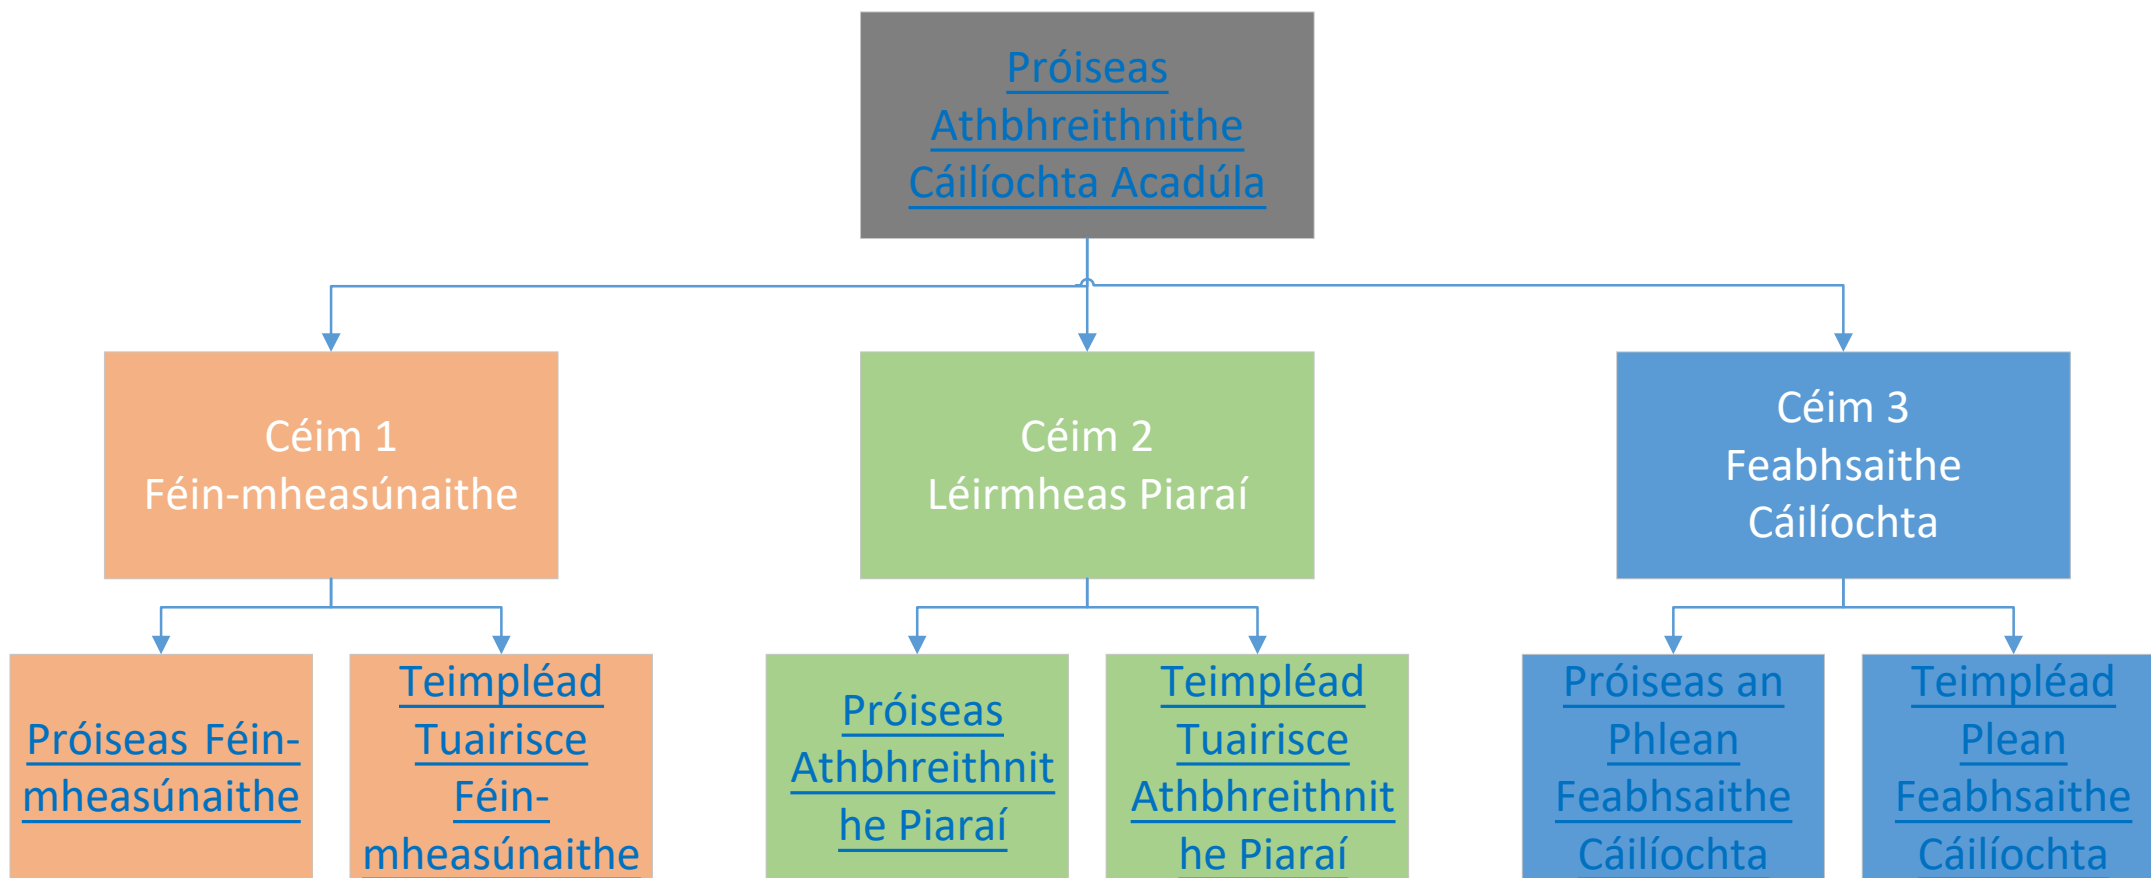 Próiseas
Athbhreithnithe
Cáilíochta Acadúla
Céim 1
Féin-mheasúnaithe
Céim 2
Léirmheas Piaraí
Céim 3
Feabhsaithe
Cáilíochta
Próiseas Féin-
mheasúnaithe
Teimpléad
Tuairisce
Féin-
mheasúnaithe
Próiseas
Athbhreithnit
he Piaraí
Teimpléad
Tuairisce
Athbhreithnit
he Piaraí
Próiseas an
Phlean
Feabhsaithe
Cáilíochta
Teimpléad
Plean
Feabhsaithe
Cáilíochta